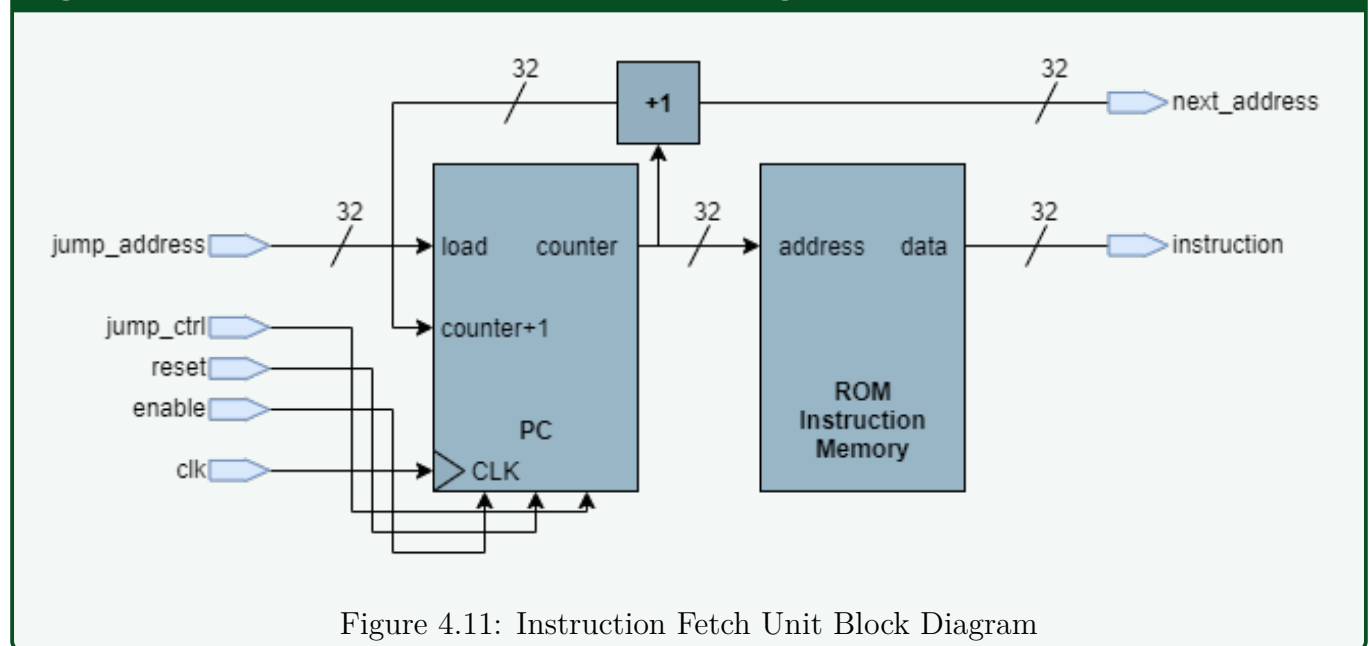 32
32
+1
next_address
32
32
32
jump_address
load
counter
address
data
instruction
jump_ctrl
counter+1
reset
enable
ROM
Instruction
Memory
PC
clk
CLK
Figure 4.11: Instruction Fetch Unit Block Diagram